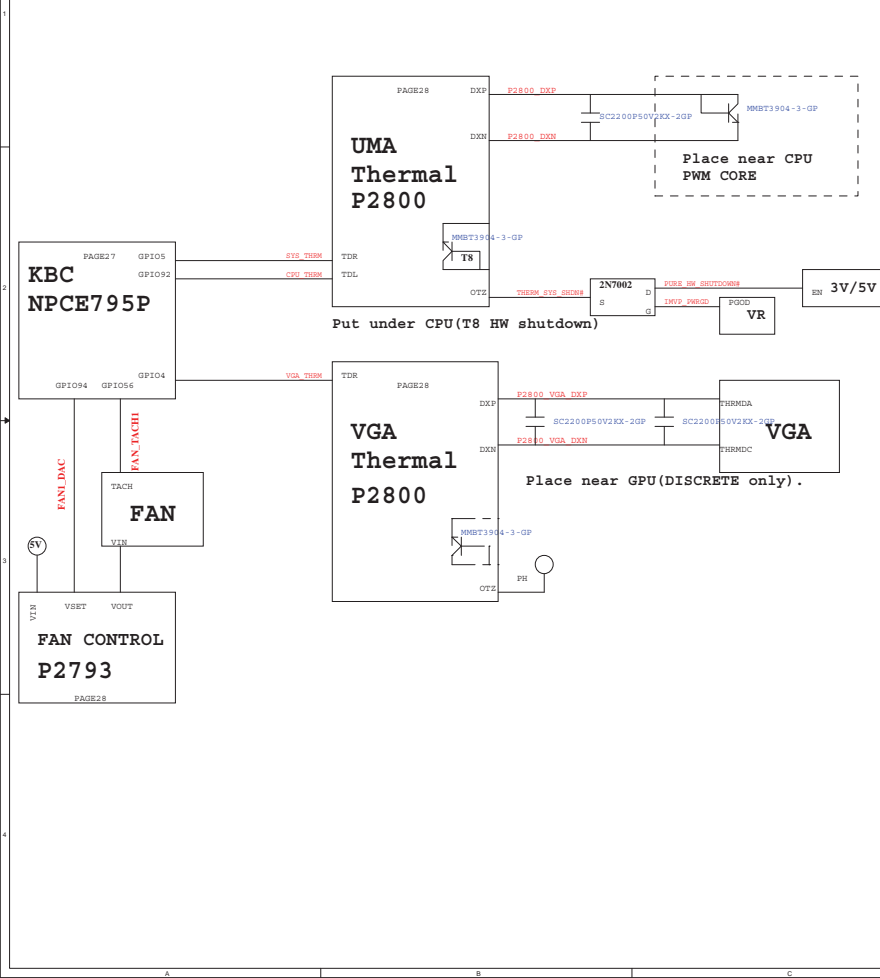 1
PAGE28
DXP
P2800_DXP
MMBT3904-3-GP
SC2200P50V2KX-2GP
DXN
P2800_DXN
UMA
Thermal
P2800
Place near CPU
PWM CORE
MMBT3904-3-GP
T8
PAGE27
GPIO5
SYS_THRM
TDR
KBC
GPIO92
CPU_THRM
TDL
NPCE795P
2
OTZ
THERM_SYS_SHDN#
2N7002
D
S
G
PURE_HW_SHUTDOWN#
EN
3V/5V
IMVP_PWRGD
PGOD
VR
Put under CPU(T8 HW shutdown)
GPIO4
VGA_THRM
TDR
PAGE28
GPIO94
GPIO56
DXP
P2800_VGA_DXP
THRMDA
SC2200P50V2KX-2GP
SC2200P50V2KX-2GP
VGA
VGA
Thermal
P2800
DXN
P2800_VGA_DXN
THRMDC
Place near GPU(DISCRETE only).
FAN1_DAC
FAN_TACH1
TACH
FAN
VIN
MMBT3904-3-GP
5V
3
PH
OTZ
VIN
VSET
VOUT
FAN CONTROL
P2793
PAGE28
4
A
B
C